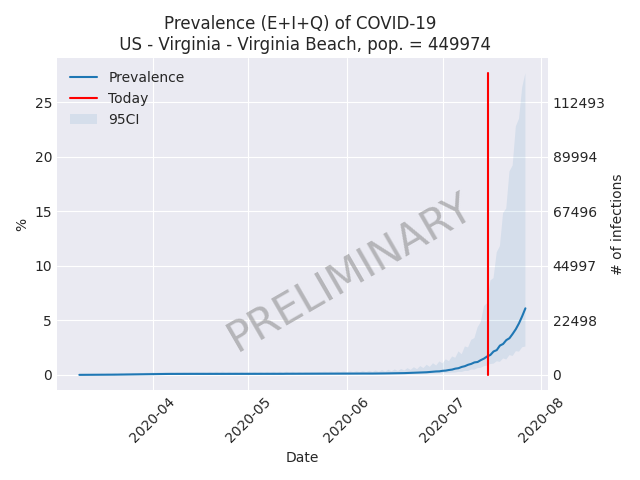 Prevalence (E+I+Q) of COVID-19
US - Virginia - Virginia Beach, pop. = 449974
Prevalence
Today
95CI
PRELIMINARY
%
25
20
15
10
5
0
112493
89994
67496
44997
22498
0
# of infections
2020-04
2020-05
2020-06
2020-07
2020-08
Date